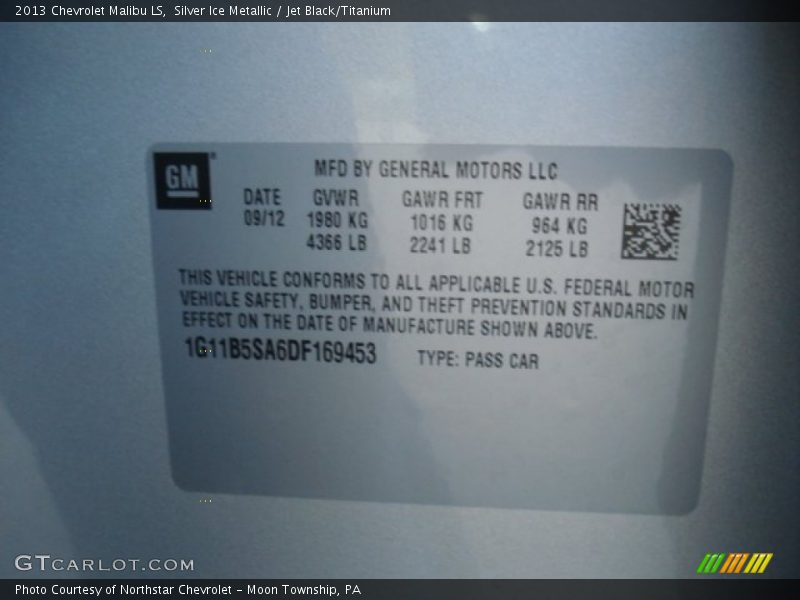 2013 Chevrolet Malibu LS, Silver Ice Metallic / Jet Black/Titanium
GM
MFD BY GENERAL MOTORS LLC
DATE GVWR GAWR FRT GAWR RR
09/12 1980 KG 1016 KG 964 KG
4366 LB 2241 LB 2125 LB
THIS VEHICLE CONFORMS TO ALL APPLICABLE U.S. FEDERAL MOTOR
VEHICLE SAFETY, BUMPER, AND THEFT PREVENTION STANDARDS IN
EFFECT ON THE DATE OF MANUFACTURE SHOWN ABOVE.
1G11B5SA6DF169453 TYPE: PASS CAR
GTCARLOT.COM
Photo Courtesy of Northstar Chevrolet - Moon Township, PA